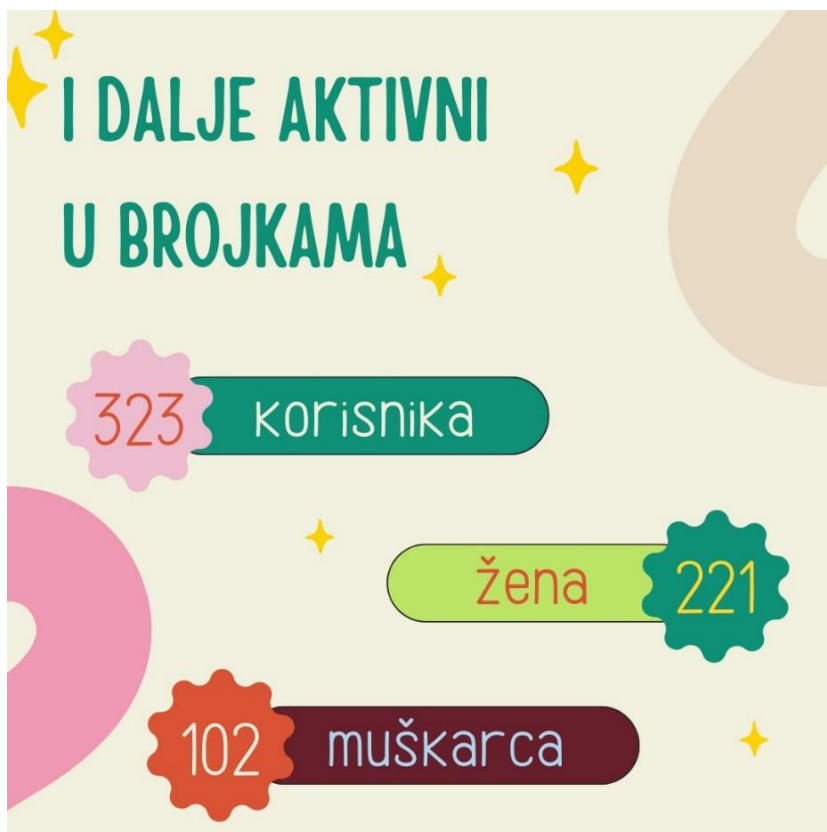 I DALJE AKTIVNI
U BROJKAMA
323 korisnika
žena 221
102 muškarca